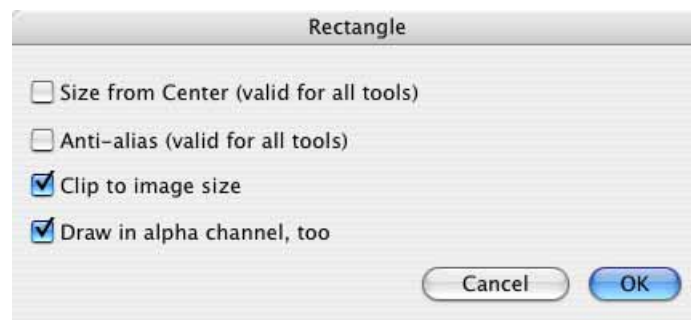 Rectangle
Size from Center (valid for all tools)
Anti-alias (valid for all tools)
Clip to image size
Draw in alpha channel, too
Cancel OK